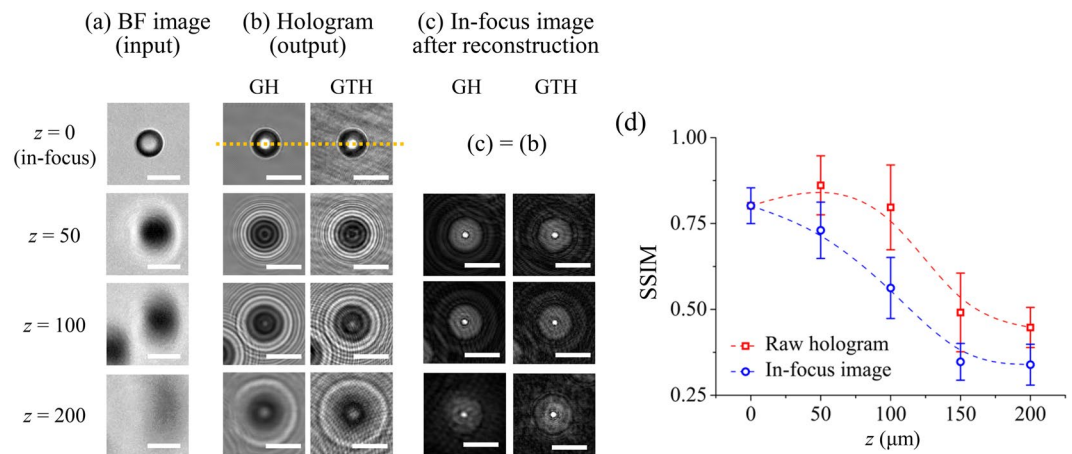 (a) BF image
(input)
(b) Hologram
(output)
(c) In-focus image
after reconstruction
GH
GTH
GH
GTH
z = 0
(in-focus)
(c) = (b)
z = 50
z = 100
z = 200
(d)
SSIM
1.00
0.75
0.50
0.25
Raw hologram
In-focus image
0
50
100
150
200
z (μm)